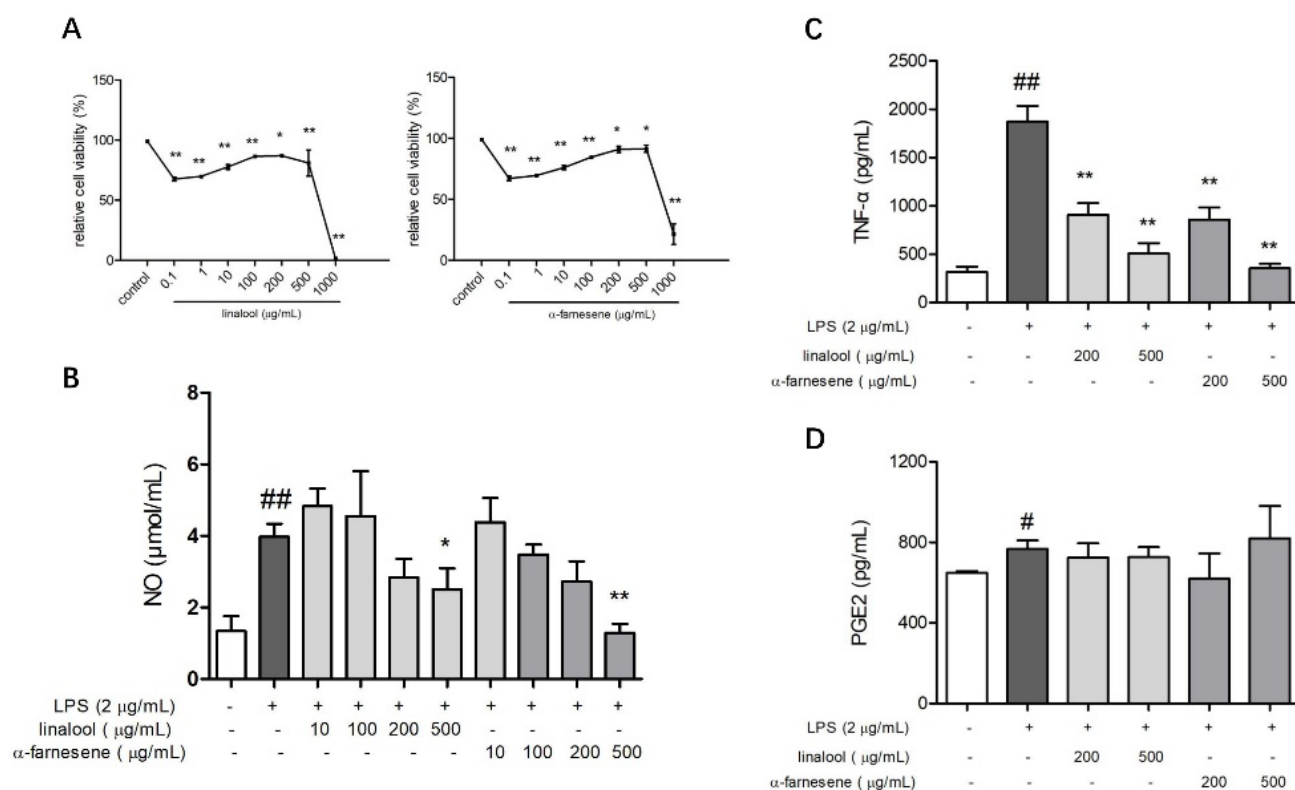 A
relative cell viability (%)
150
100
50
0
** ** ** ** * ** **
control 0.1 1 10 100 200 500 1000
linalool (μg/mL)
relative cell viability (%)
150
100
50
0
** ** ** ** * * **
control 0.1 1 10 100 200 500 1000
α-farnesene (μg/mL)
B
NO (μmol/mL)
8
6
4
2
0
## * **
LPS (2 μg/mL) - + + + + + + + + +
linalool ( μg/mL) - - 10 100 200 500 - - - -
α-farnesene ( μg/mL) - - - - - - 10 100 200 500
C
TNF-α (pg/mL)
2500
2000
1500
1000
500
0
## ** ** ** **
LPS (2 μg/mL) - + + + + +
linalool ( μg/mL) - - 200 500 - -
α-farnesene ( μg/mL) - - - - 200 500
D
PGE2 (pg/mL)
1200
800
400
0
#
LPS (2 μg/mL) - + + + + +
linalool ( μg/mL) - - 200 500 - -
α-farnesene ( μg/mL) - - - - 200 500